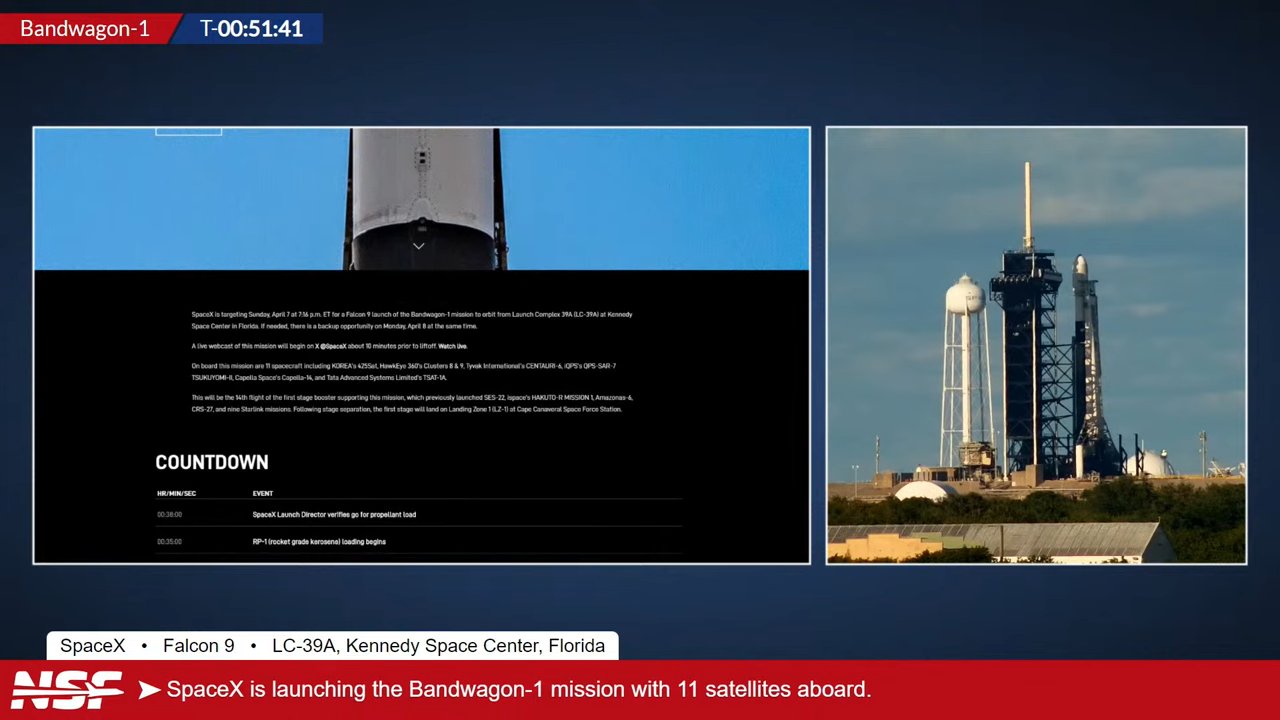 Bandwagon-1
T-00:51:41
SpaceX is targeting Sunday, April 7 at 7:16 p.m. ET for a Falcon 9 launch of the Bandwagon-1 mission to orbit from Launch Complex 39A (LC-39A) at Kennedy
Space Center in Florida. If needed, there is a backup opportunity on Monday, April 8 at the same time.
A live webcast of this mission will begin on X @SpaceX about 10 minutes prior to liftoff. Watch live.
On board this mission are 11 spacecraft including KOREA's 425Sat, HawkEye 360's Clusters 8 & 9, Tyvak International's CENTAURI-6, iQPS's QPS-SAR-7
TSUKUYOMI-II, Capella Space's Capella-14, and Tata Advanced Systems Limited's TSAT-1A.
This will be the 14th flight of the first stage booster supporting this mission, which previously launched SES-22, ispace's HAKUTO-R MISSION 1, Amazonas-6,
CRS-27, and nine Starlink missions. Following stage separation, the first stage will land on Landing Zone 1 (LZ-1) at Cape Canaveral Space Force Station.
COUNTDOWN
HR/MIN/SEC EVENT
00:38:00 SpaceX Launch Director verifies go for propellant load
00:35:00 RP-1 (rocket grade kerosene) loading begins
SpaceX • Falcon 9 • LC-39A, Kennedy Space Center, Florida
NSF SpaceX is launching the Bandwagon-1 mission with 11 satellites aboard.